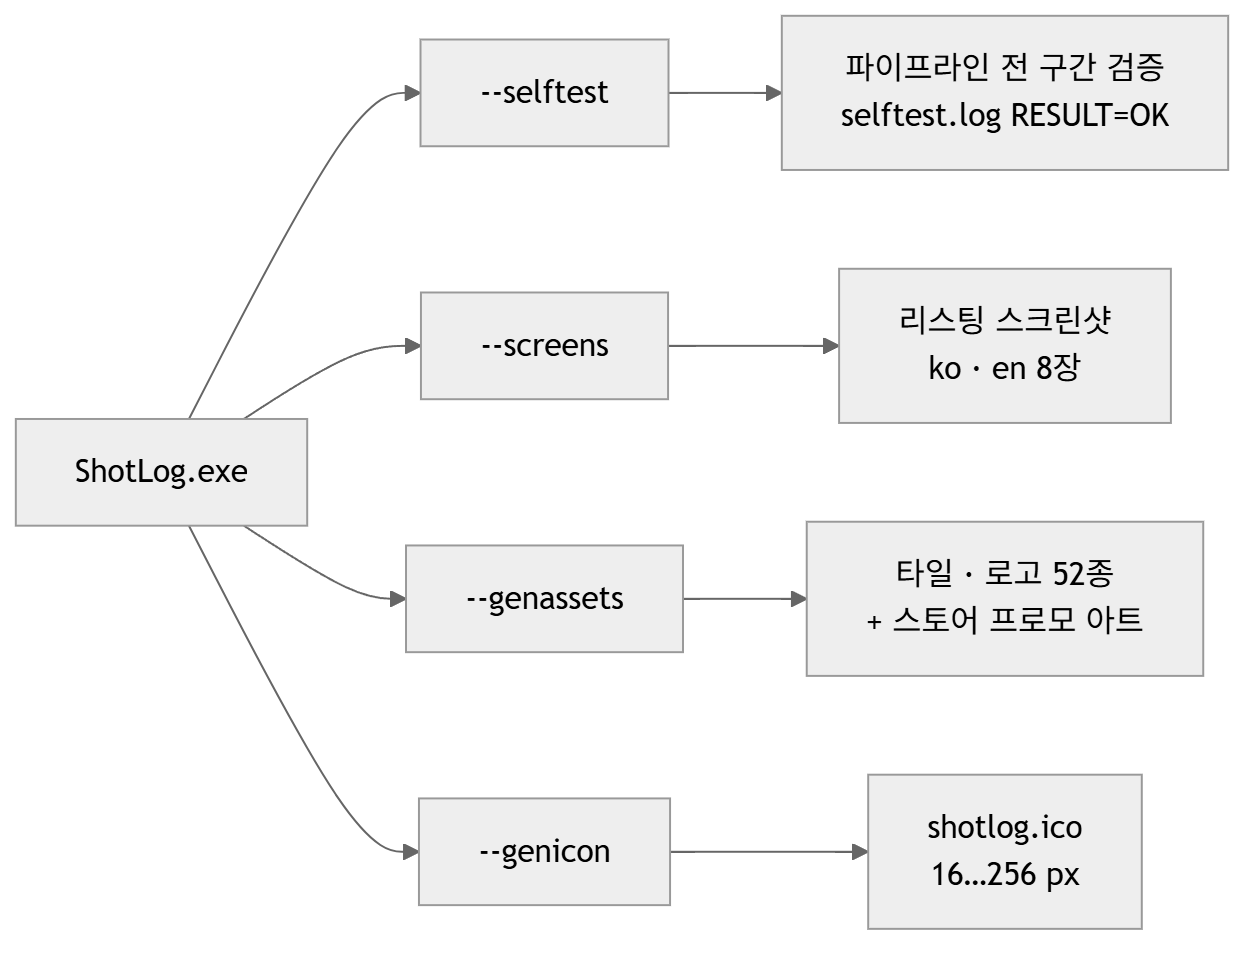 --selftest
파이프라인 전 구간 검증
selftest.log RESULT=OK
--screens
리스팅 스크린샷
ko · en 8장
ShotLog.exe
--genassets
타일 · 로고 52종
+ 스토어 프로모 아트
--genicon
shotlog.ico
16…256 px